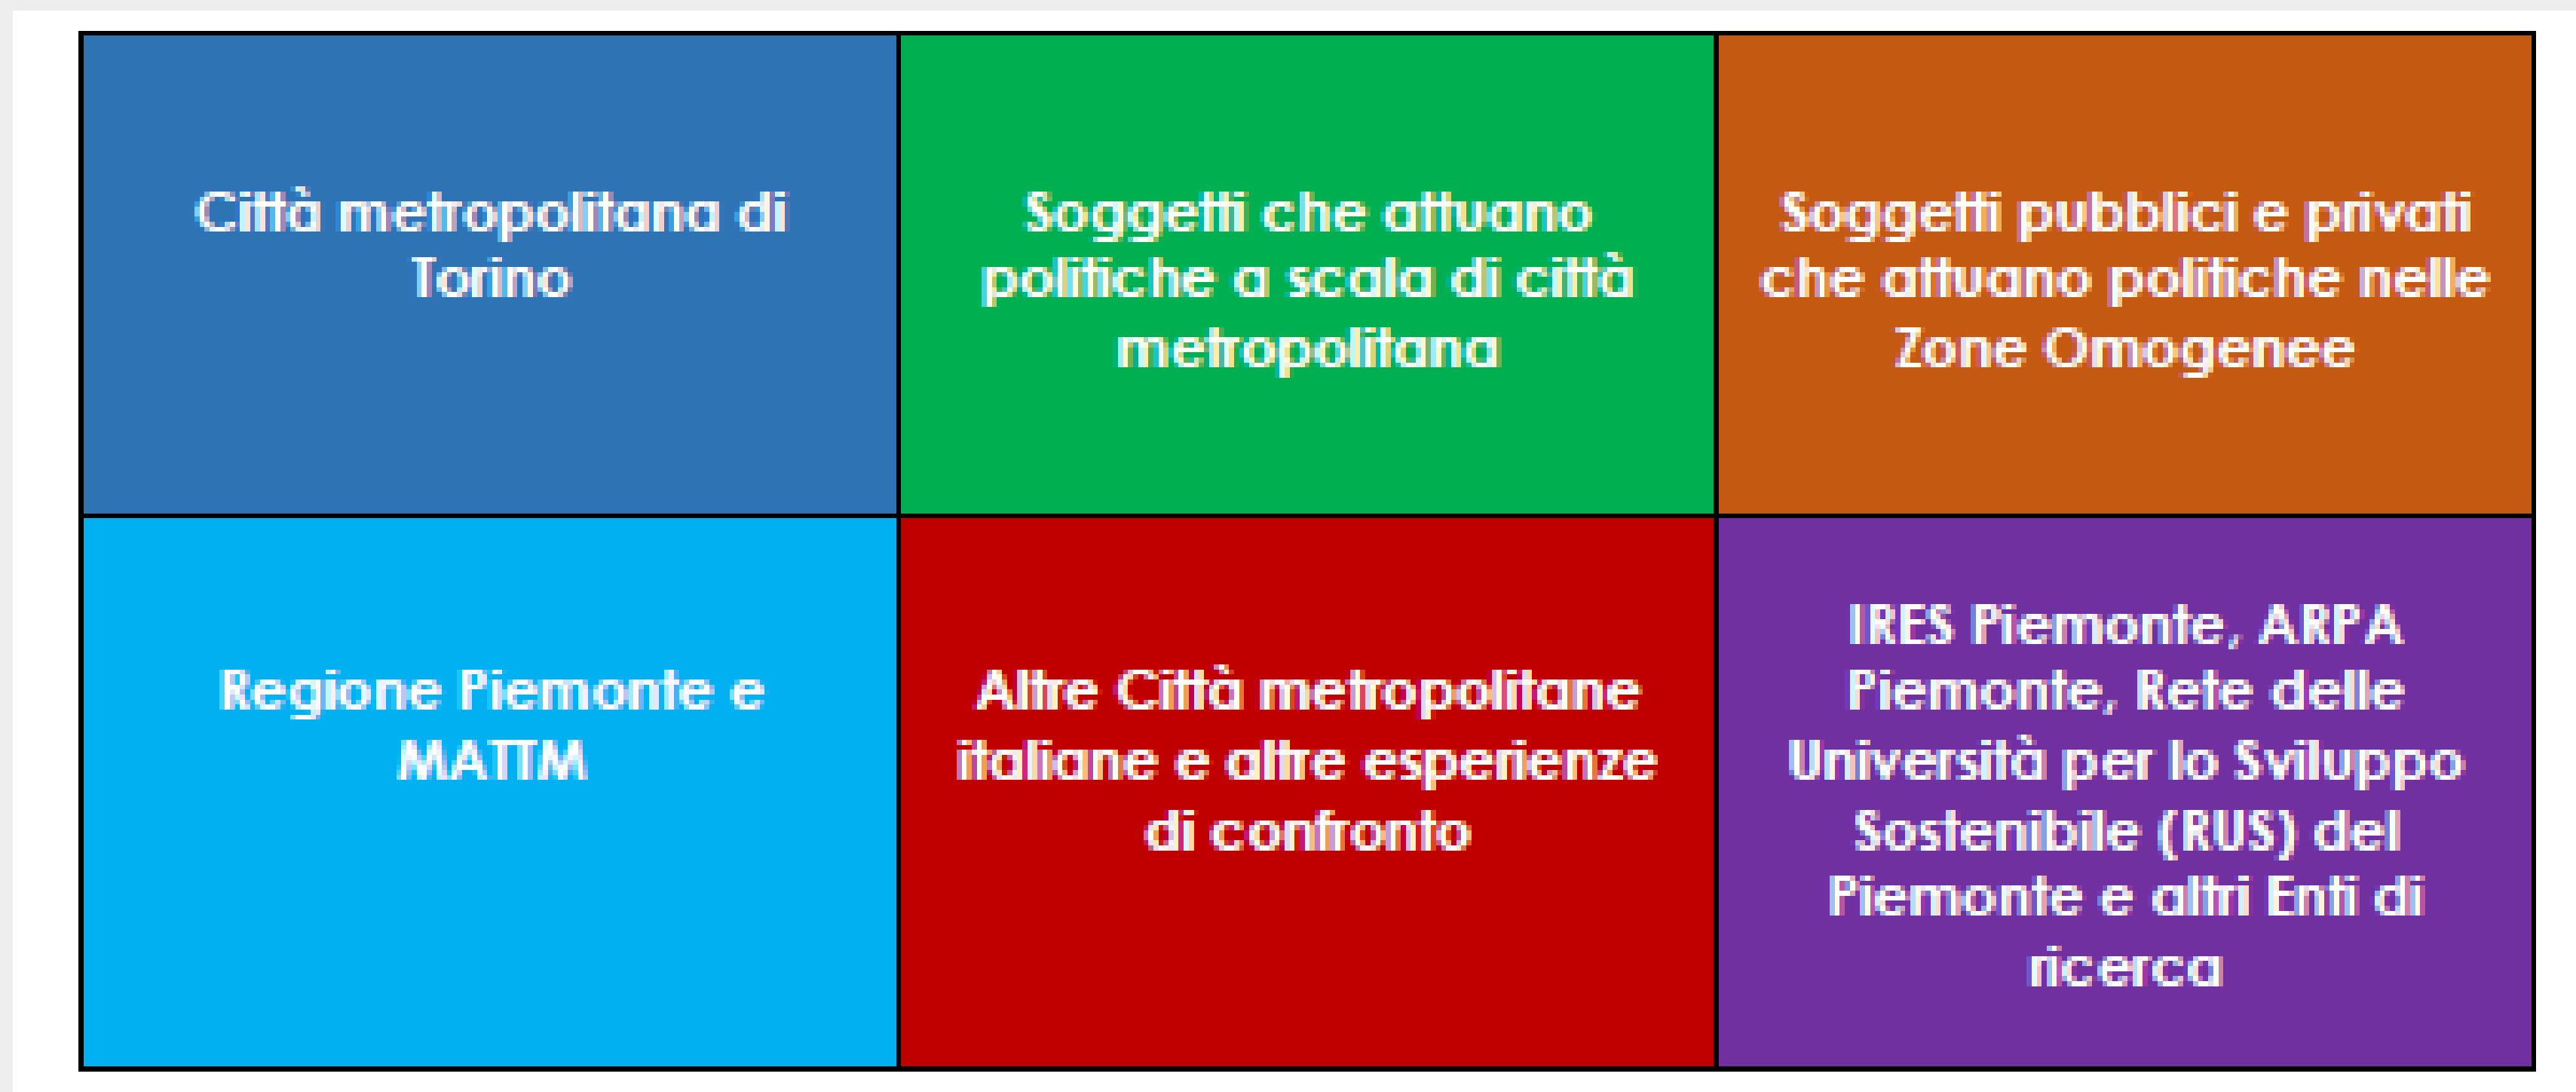 Città metropolitana di
Torino
Soggetti che attuano
politiche a scala di città
metropolitana
Soggetti pubblici e privati
che attuano politiche nelle
Zone Omogenee
Regione Piemonte e
MATTM
Altre Città metropolitane
italiane e altre esperienze
di confronto
IRES Piemonte, ARPA
Piemonte, Rete delle
Università per lo Sviluppo
Sostenibile (RUS) del
Piemonte e altri Enti di
ricerca